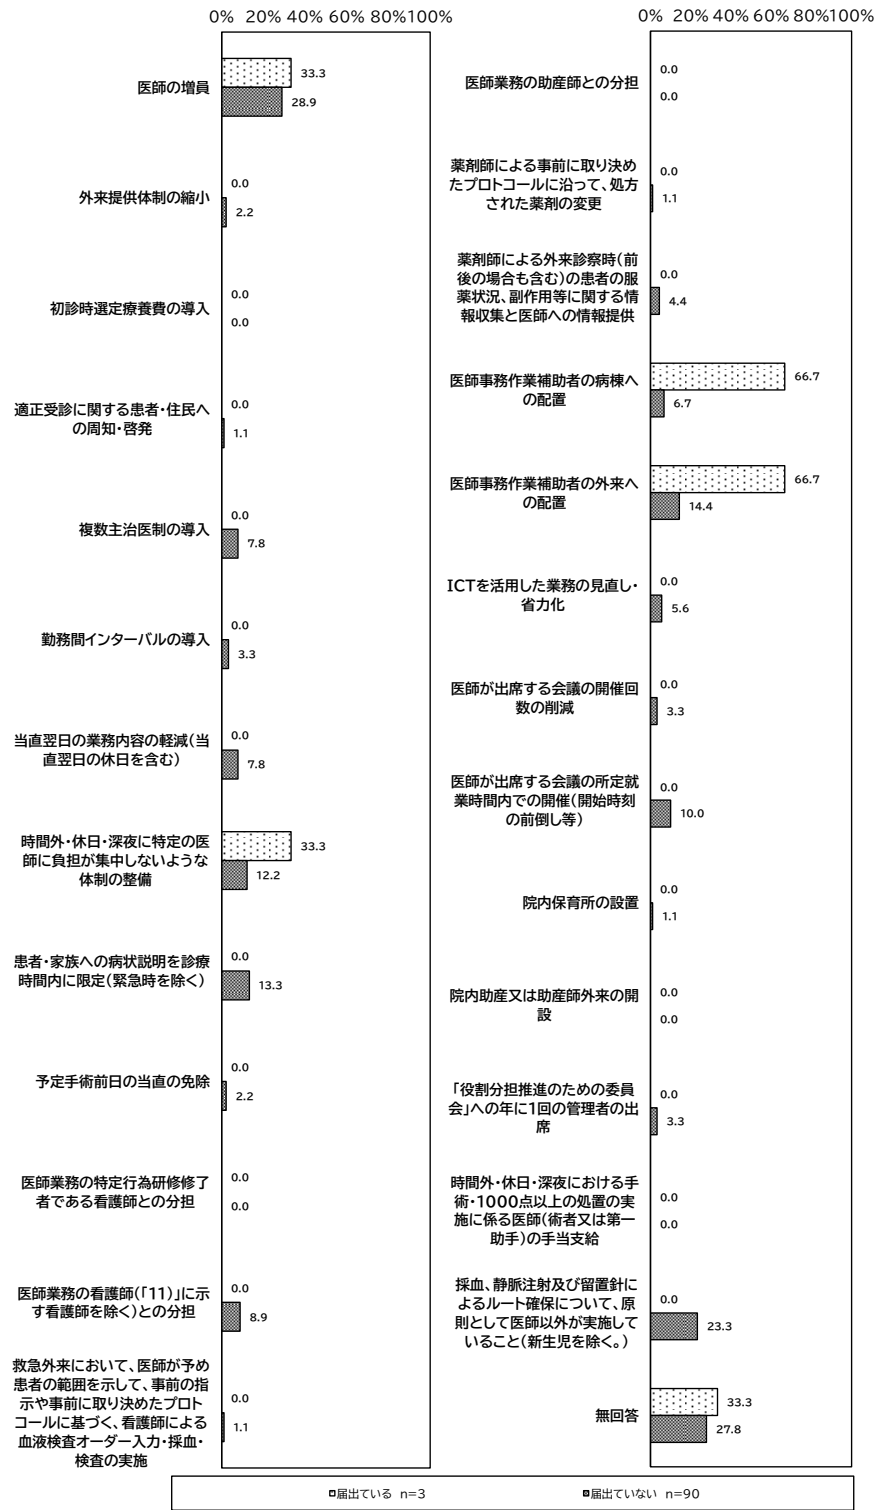 0% 20% 40% 60% 80%100%
医師の増員
33.3
28.9
外来提供体制の縮小
0.0
2.2
初診時選定療養費の導入
0.0
0.0
適正受診に関する患者・住民へ
の周知・啓発
0.0
1.1
複数主治医制の導入
0.0
7.8
勤務間インターバルの導入
0.0
3.3
当直翌日の業務内容の軽減(当
直翌日の休日を含む)
0.0
7.8
時間外・休日・深夜に特定の医
師に負担が集中しないような
体制の整備
33.3
12.2
患者・家族への病状説明を診療
時間内に限定(緊急時を除く)
0.0
13.3
予定手術前日の当直の免除
0.0
2.2
医師業務の特定行為研修修了
者である看護師との分担
0.0
0.0
医師業務の看護師(「11」に示
す看護師を除く)との分担
0.0
8.9
救急外来において、医師が予め
患者の範囲を示して、事前の指
示や事前に取り決めたプロト
コールに基づく、看護師による
血液検査オーダー入力・採血・
検査の実施
0.0
1.1
0% 20% 40% 60% 80%100%
医師業務の助産師との分担
0.0
0.0
薬剤師による事前に取り決め
たプロトコールに沿って、処方
された薬剤の変更
0.0
1.1
薬剤師による外来診察時(前
後の場合も含む)の患者の服
薬状況、副作用等に関する情
報収集と医師への情報提供
0.0
4.4
医師事務作業補助者の病棟へ
の配置
66.7
6.7
医師事務作業補助者の外来へ
の配置
66.7
14.4
ICTを活用した業務の見直し・
省力化
0.0
5.6
医師が出席する会議の開催回
数の削減
0.0
3.3
医師が出席する会議の所定就
業時間内での開催(開始時刻
の前倒し等)
0.0
10.0
院内保育所の設置
0.0
1.1
院内助産又は助産師外来の開
設
0.0
0.0
「役割分担推進のための委員
会」への年に1回の管理者の出
席
0.0
3.3
時間外・休日・深夜における手
術・1000点以上の処置の実
施に係る医師(術者又は第一
助手)の手当支給
0.0
0.0
採血、静脈注射及び留置針に
よるルート確保について、原
則として医師以外が実施して
いること(新生児を除く。)
0.0
23.3
無回答
33.3
27.8
届出ている n=3
届出ていない n=90